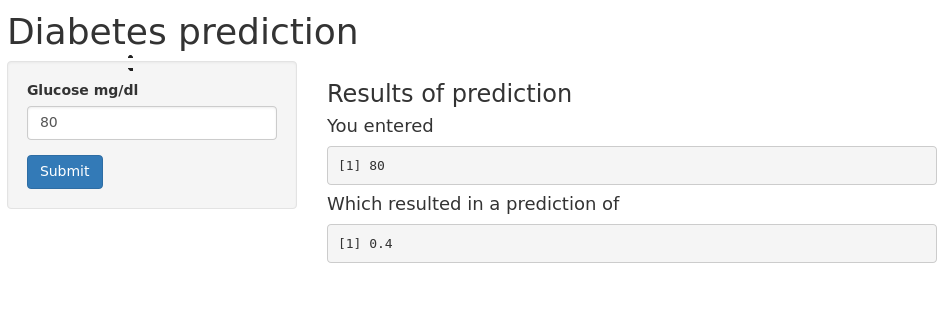 Diabetes prediction
Glucose mg/dl
80
Submit
Results of prediction
You entered
[1] 80
Which resulted in a prediction of
[1] 0.4